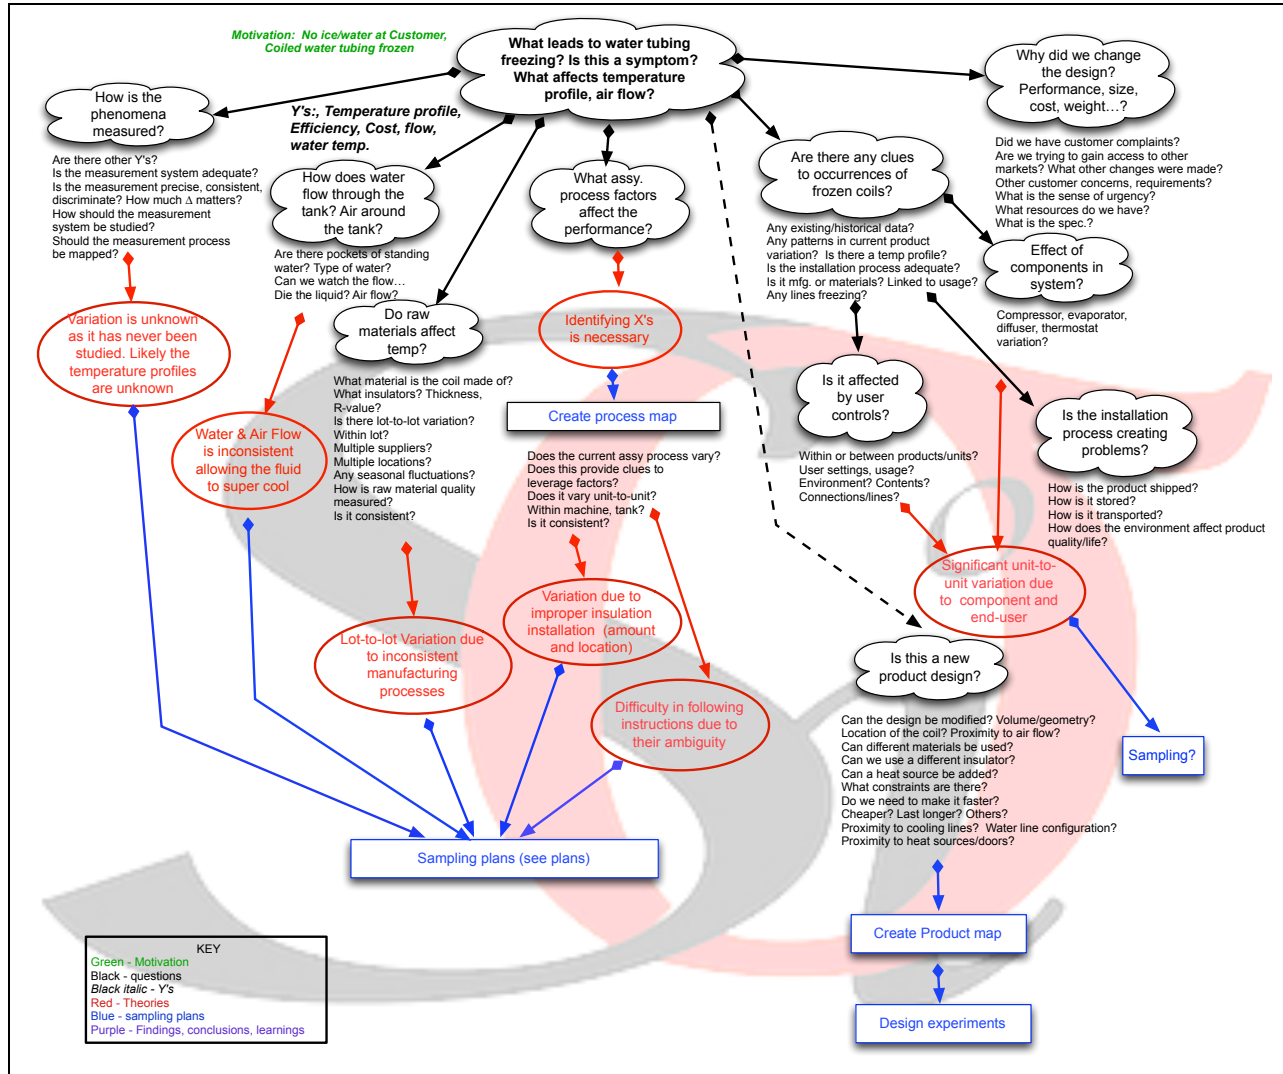 Motivation:  No ice/water at Customer,
Coiled water tubing frozen
What leads to water tubing
freezing? Is this a symptom?
What affects temperature
profile, air flow?
Why did we change
the design?
Performance, size,
cost, weight…?
Did we have customer complaints?
Are we trying to gain access to other
markets? What other changes were made?
Other customer concerns, requirements?
What is the sense of urgency?
What resources do we have?
What is the spec.?
How is the
phenomena
measured?
Are there other Y's?
Is the measurement system adequate?
Is the measurement precise, consistent,
discriminate? How much Δ matters?
How should the measurement
system be studied?
Should the measurement process
be mapped?
Y's:, Temperature profile,
Efficiency, Cost, flow,
water temp.
How does water
flow through the
tank? Air around
the tank?
Are there pockets of standing
water? Type of water?
Can we watch the flow…
Die the liquid? Air flow?
What assy.
process factors
affect the
performance?
Are there any clues
to occurrences of
frozen coils?
Any existing/historical data?
Any patterns in current product
variation?  Is there a temp profile?
Is the installation process adequate?
Is it mfg. or materials? Linked to usage?
Any lines freezing?
Effect of
components in
system?
Compressor, evaporator,
diffuser, thermostat
variation?
Variation is unknown
as it has never been
studied. Likely the
temperature profiles
are unknown
Do raw
materials affect
temp?
What material is the coil made of?
What insulators? Thickness,
R-value?
Is there lot-to-lot variation?
Within lot?
Multiple suppliers?
Multiple locations?
Any seasonal fluctuations?
How is raw material quality
measured?
Is it consistent?
Identifying X's
is necessary
Create process map
Does the current assy process vary?
Does this provide clues to
leverage factors?
Does it vary unit-to-unit?
Within machine, tank?
Is it consistent?
Is it affected
by user
controls?
Within or between products/units?
User settings, usage?
Environment? Contents?
Connections/lines?
Is the installation
process creating
problems?
How is the product shipped?
How is it stored?
How is it transported?
How does the environment affect product
quality/life?
Water & Air Flow
is inconsistent
allowing the fluid
to super cool
Lot-to-lot Variation due
to inconsistent
manufacturing
processes
Variation due to
improper insulation
installation  (amount
and location)
Difficulty in following
instructions due to
their ambiguity
Significant unit-to-
unit variation due
to  component and
end-user
Is this a new
product design?
Can the design be modified? Volume/geometry?
Location of the coil? Proximity to air flow?
Can different materials be used?
Can we use a different insulator?
Can a heat source be added?
What constraints are there?
Do we need to make it faster?
Cheaper? Last longer? Others?
Proximity to cooling lines?  Water line configuration?
Proximity to heat sources/doors?
Sampling?
Sampling plans (see plans)
Create Product map
Design experiments
KEY
Green - Motivation
Black - questions
Black italic - Y's
Red - Theories
Blue - sampling plans
Purple - Findings, conclusions, learnings